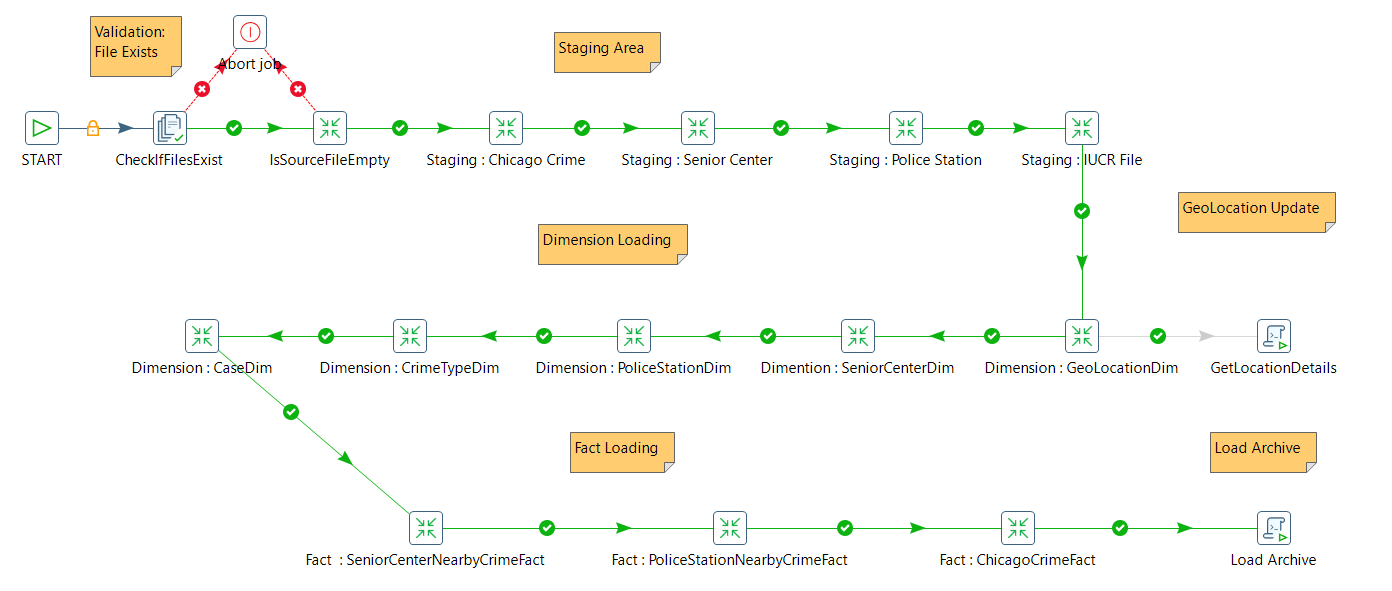 Validation:
File Exists
Abort job
Staging Area
START
CheckIfFilesExist
IsSourceFileEmpty
Staging : Chicago Crime
Staging : Senior Center
Staging : Police Station
Staging : IUCR File
GeoLocation Update
Dimension Loading
Dimension : CaseDim
Dimension : CrimeTypeDim
Dimension : PoliceStationDim
Dimention : SeniorCenterDim
Dimension : GeoLocationDim
GetLocationDetails
Fact Loading
Load Archive
Fact : SeniorCenterNearbyCrimeFact
Fact : PoliceStationNearbyCrimeFact
Fact : ChicagoCrimeFact
Load Archive